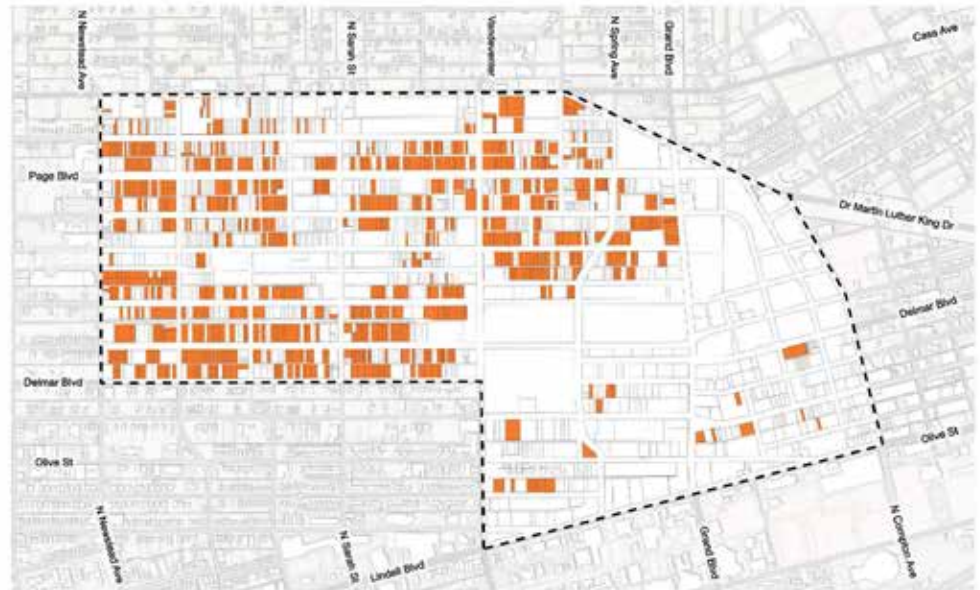 N Newstead Ave
N Sarah St
Vandeventer
N Spring Ave
Grand Blvd
Cass Ave
Page Blvd
Dr Martin Luther King Dr
Delmar Blvd
Delmar Blvd
Olive St
Olive St
N Newstead Ave
N Sarah St
Lindell Blvd
Grand Blvd
N Compton Ave